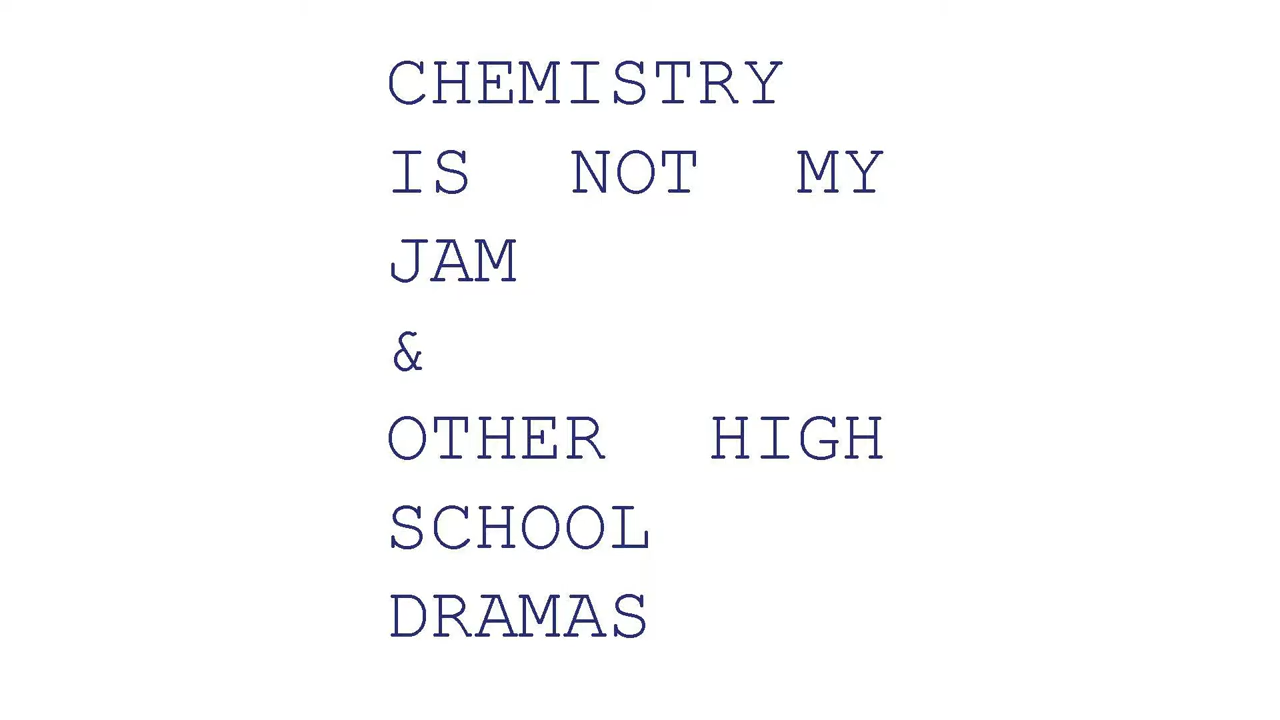 CHEMISTRY
IS NOT MY
JAM
&
OTHER HIGH
SCHOOL
DRAMAS